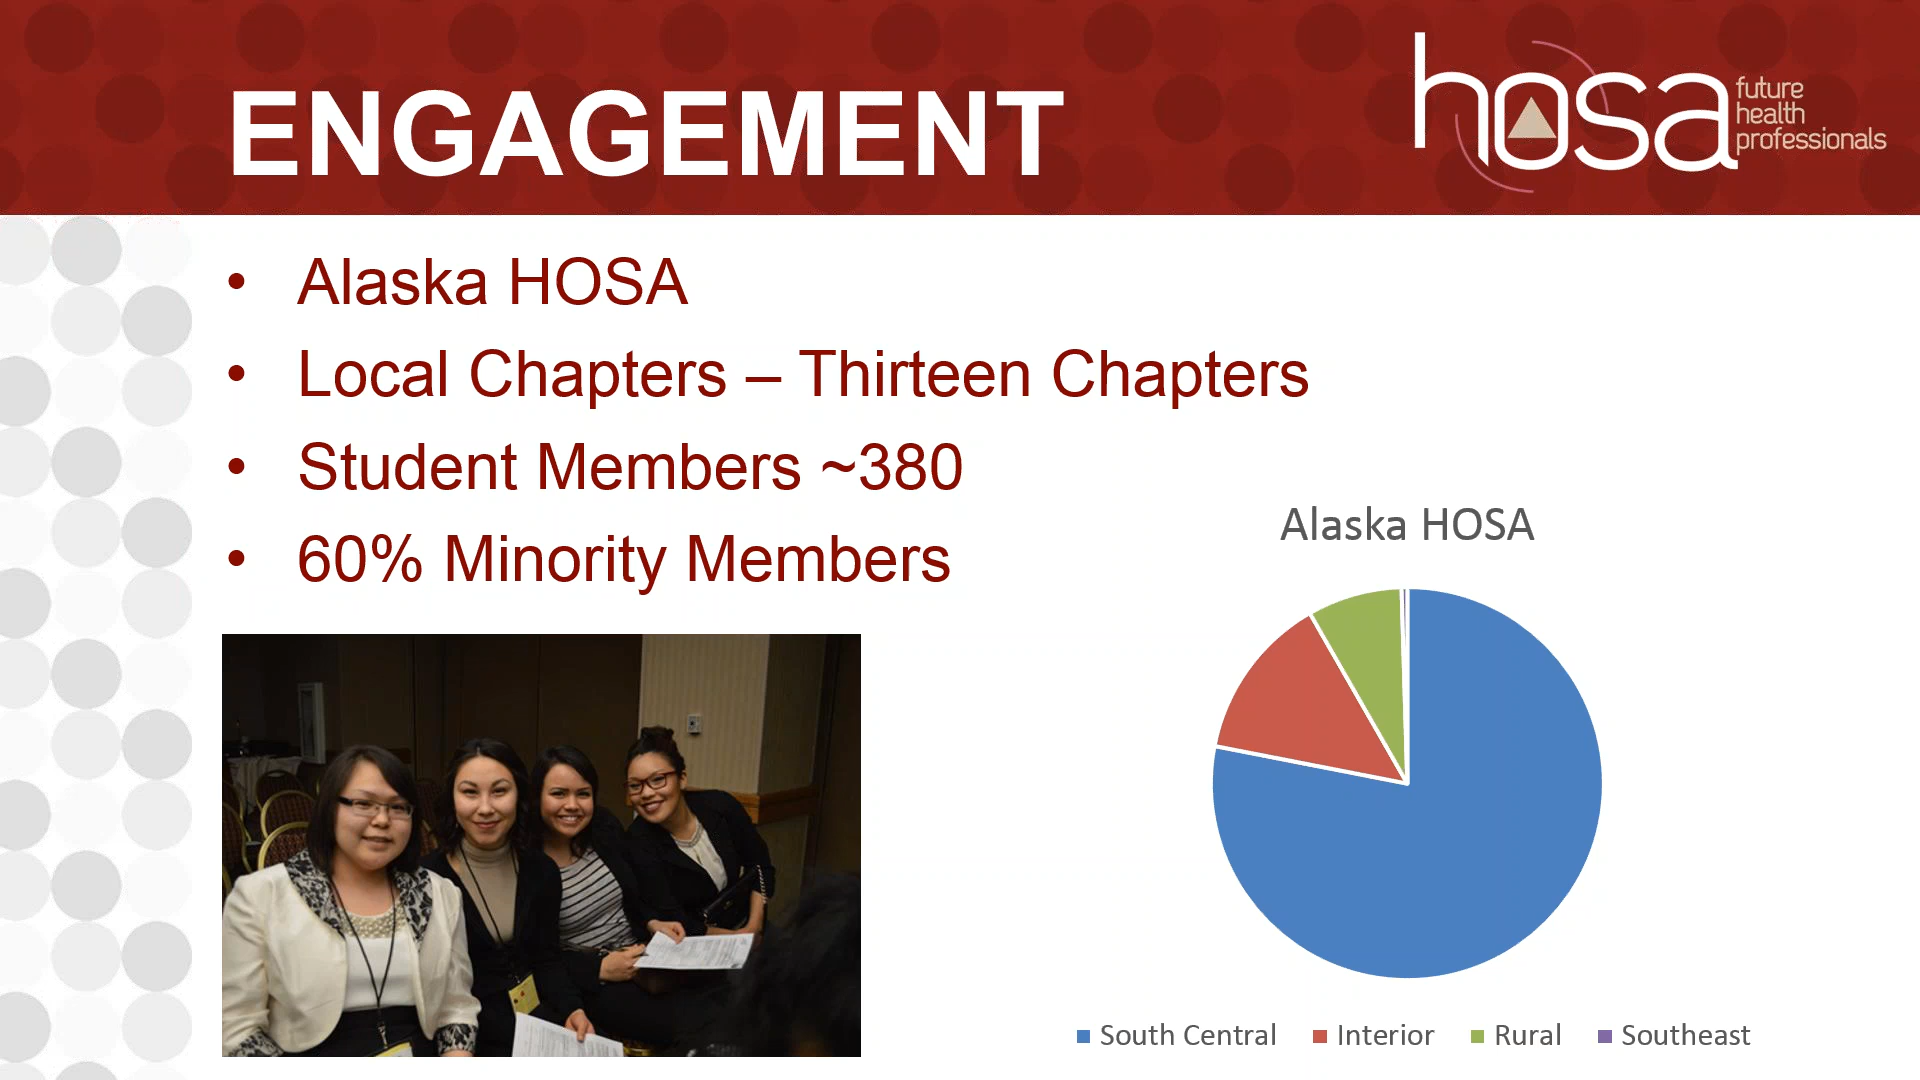 ENGAGEMENT
hosa
future
health
professionals
• Alaska HOSA
• Local Chapters – Thirteen Chapters
• Student Members ~380
• 60% Minority Members
Alaska HOSA
South Central Interior Rural Southeast